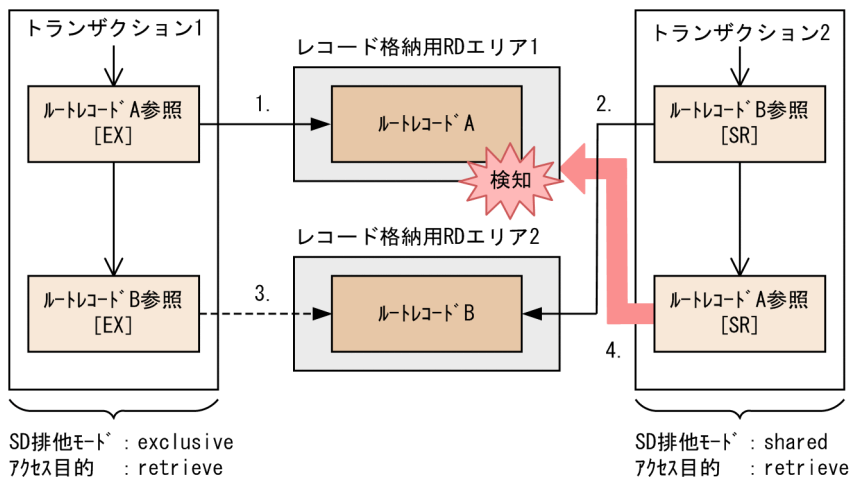 トランザクション1
ﾙｰﾄﾚｺｰﾄﾞA参照
[EX]
ﾙｰﾄﾚｺｰﾄﾞB参照
[EX]
SD排他ﾓｰﾄﾞ：exclusive
ｱｸｾｽ目的　：retrieve
1.
3.
レコード格納用RDエリア1
ﾙｰﾄﾚｺｰﾄﾞA
検知
レコード格納用RDエリア2
ﾙｰﾄﾚｺｰﾄﾞB
2.
4.
トランザクション2
ﾙｰﾄﾚｺｰﾄﾞB参照
[SR]
ﾙｰﾄﾚｺｰﾄﾞA参照
[SR]
SD排他ﾓｰﾄﾞ：shared
ｱｸｾｽ目的　：retrieve